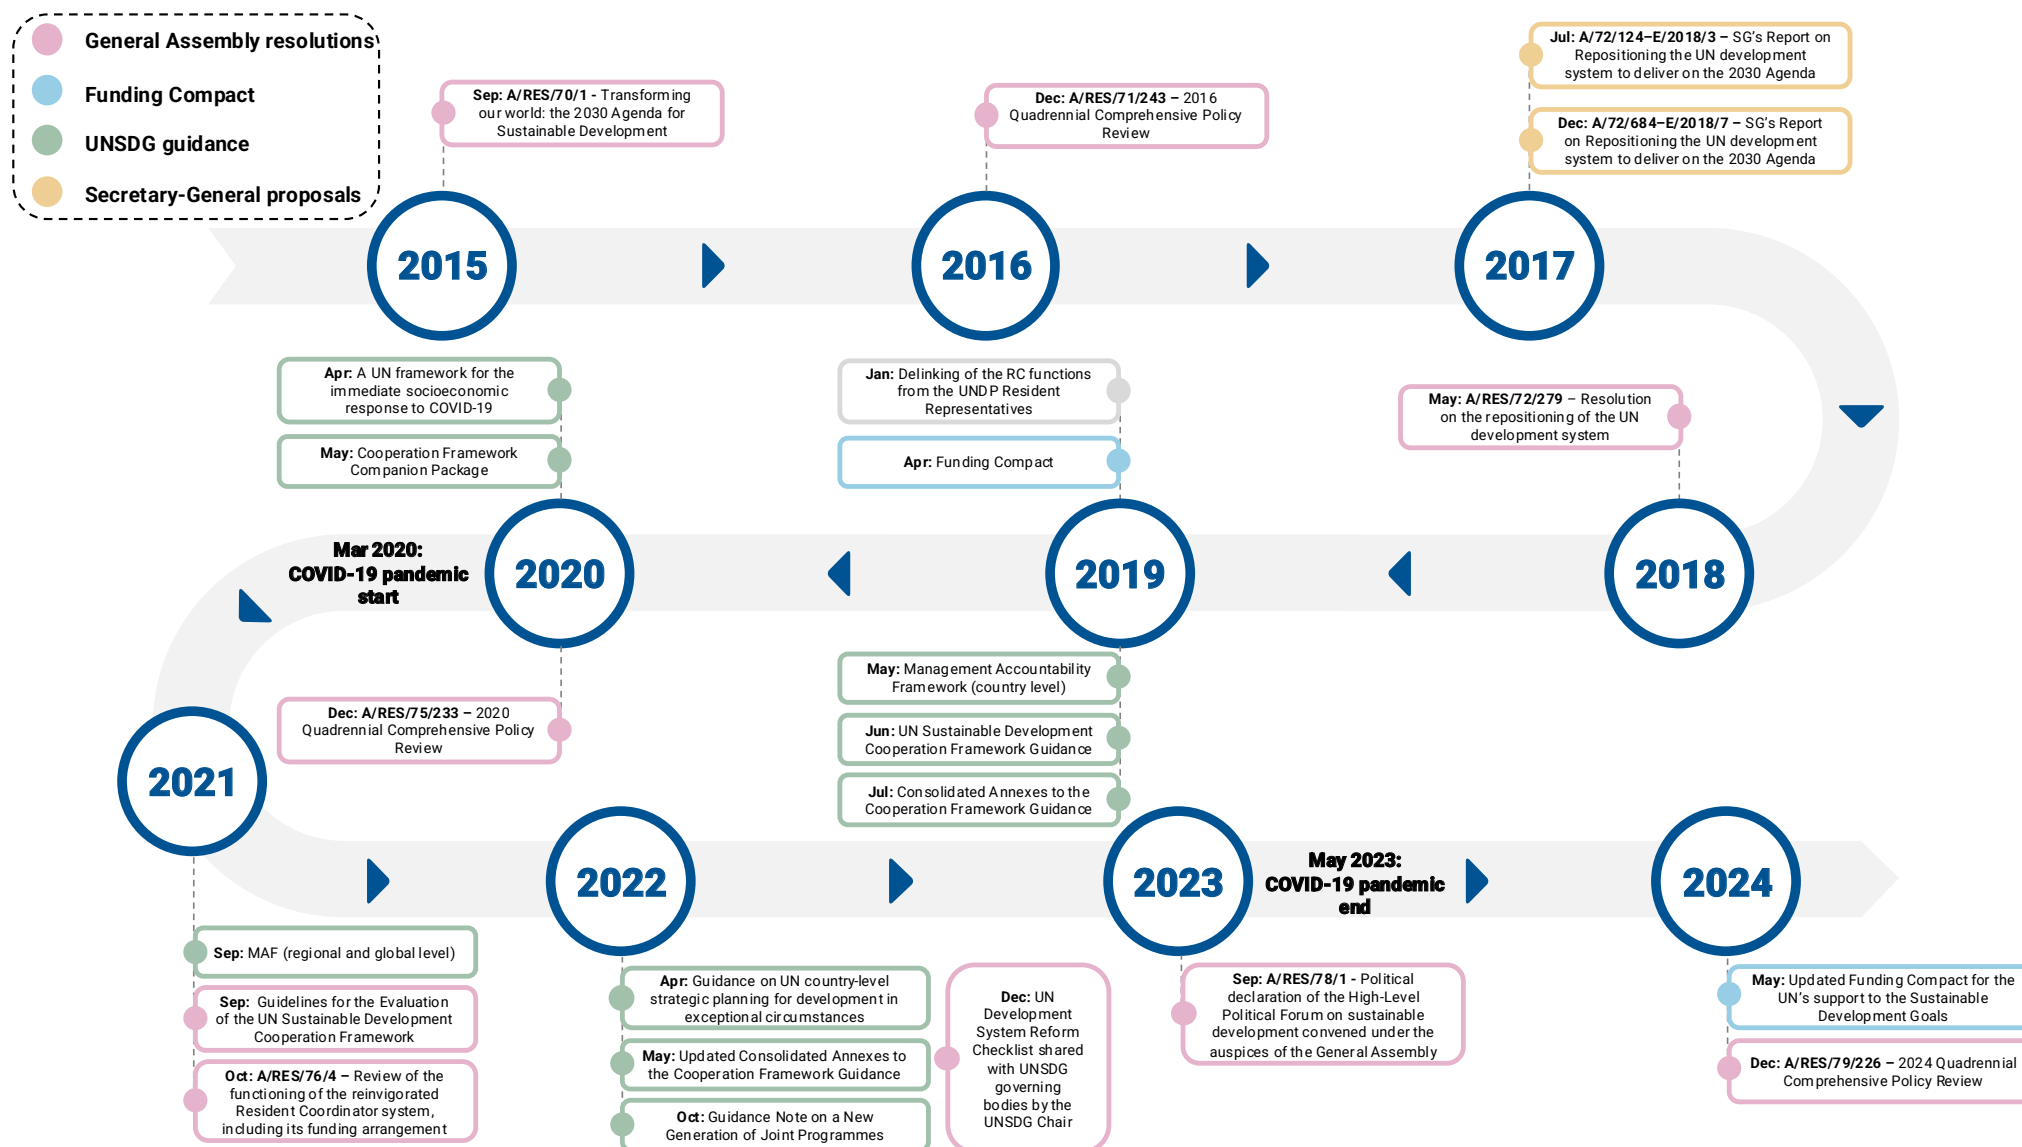 General Assembly resolutions
Funding Compact
UNSDG guidance
Secretary-General proposals
Sep: A/RES/70/1 - Transforming
our world: the 2030 Agenda for
Sustainable Development
Dec: A/RES/71/243 – 2016
Quadrennial Comprehensive Policy
Review
Jul: A/72/124–E/2018/3 – SG's Report on
Repositioning the UN development
system to deliver on the 2030 Agenda
Dec: A/72/684–E/2018/7 – SG's Report
on Repositioning the UN development
system to deliver on the 2030 Agenda
2015
2016
2017
Apr: A UN framework for the
immediate socioeconomic
response to COVID-19
May: Cooperation Framework
Companion Package
Jan: Delinking of the RC functions
from the UNDP Resident
Representatives
Apr: Funding Compact
May: A/RES/72/279 – Resolution
on the repositioning of the UN
development system
Mar 2020:
COVID-19 pandemic
start
2020
2019
2018
Dec: A/RES/75/233 – 2020
Quadrennial Comprehensive Policy
Review
May: Management Accountability
Framework (country level)
Jun: UN Sustainable Development
Cooperation Framework Guidance
Jul: Consolidated Annexes to the
Cooperation Framework Guidance
2021
2022
2023
May 2023:
COVID-19 pandemic
end
2024
Sep: MAF (regional and global level)
Sep: Guidelines for the Evaluation
of the UN Sustainable Development
Cooperation Framework
Oct: A/RES/76/4 – Review of the
functioning of the reinvigorated
Resident Coordinator system,
including its funding arrangement
Apr: Guidance on UN country-level
strategic planning for development in
exceptional circumstances
May: Updated Consolidated Annexes to
the Cooperation Framework Guidance
Oct: Guidance Note on a New
Generation of Joint Programmes
Dec: UN
Development
System Reform
Checklist shared
with UNSDG
governing
bodies by the
UNSDG Chair
Sep: A/RES/78/1 - Political
declaration of the High-Level
Political Forum on sustainable
development convened under the
auspices of the General Assembly
May: Updated Funding Compact for the
UN's support to the Sustainable
Development Goals
Dec: A/RES/79/226 – 2024 Quadrennial
Comprehensive Policy Review